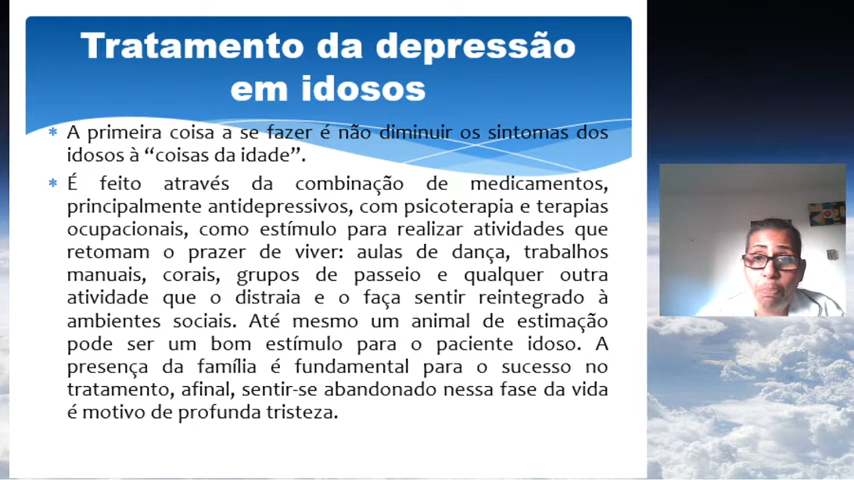 Tratamento da depressão
em idosos
A primeira coisa a se fazer é não diminuir os sintomas dos
idosos à “coisas da idade”.
É feito através da combinação de medicamentos,
principalmente antidepressivos, com psicoterapia e terapias
ocupacionais, como estímulo para realizar atividades que
retomam o prazer de viver: aulas de dança, trabalhos
manuais, corais, grupos de passeio e qualquer outra
atividade que o distraia e o faça sentir reintegrado à
ambientes sociais. Até mesmo um animal de estimação
pode ser um bom estímulo para o paciente idoso. A
presença da família é fundamental para o sucesso no
tratamento, afinal, sentir-se abandonado nessa fase da vida
é motivo de profunda tristeza.